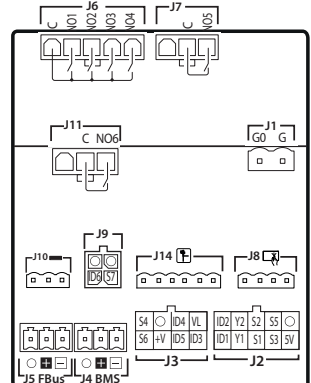 J6
J7
C NO1 NO2 NO3 NO4
C NO5
J11
C NO6
J1
G0 G
J9
J10
J14
J8
ID6 S7
S4 ID4 VL
S6 +V ID5 ID3
ID2 Y2 S2 S5
ID1 Y1 S1 S3 5V
J3
J2
J5 FBus
J4 BMS